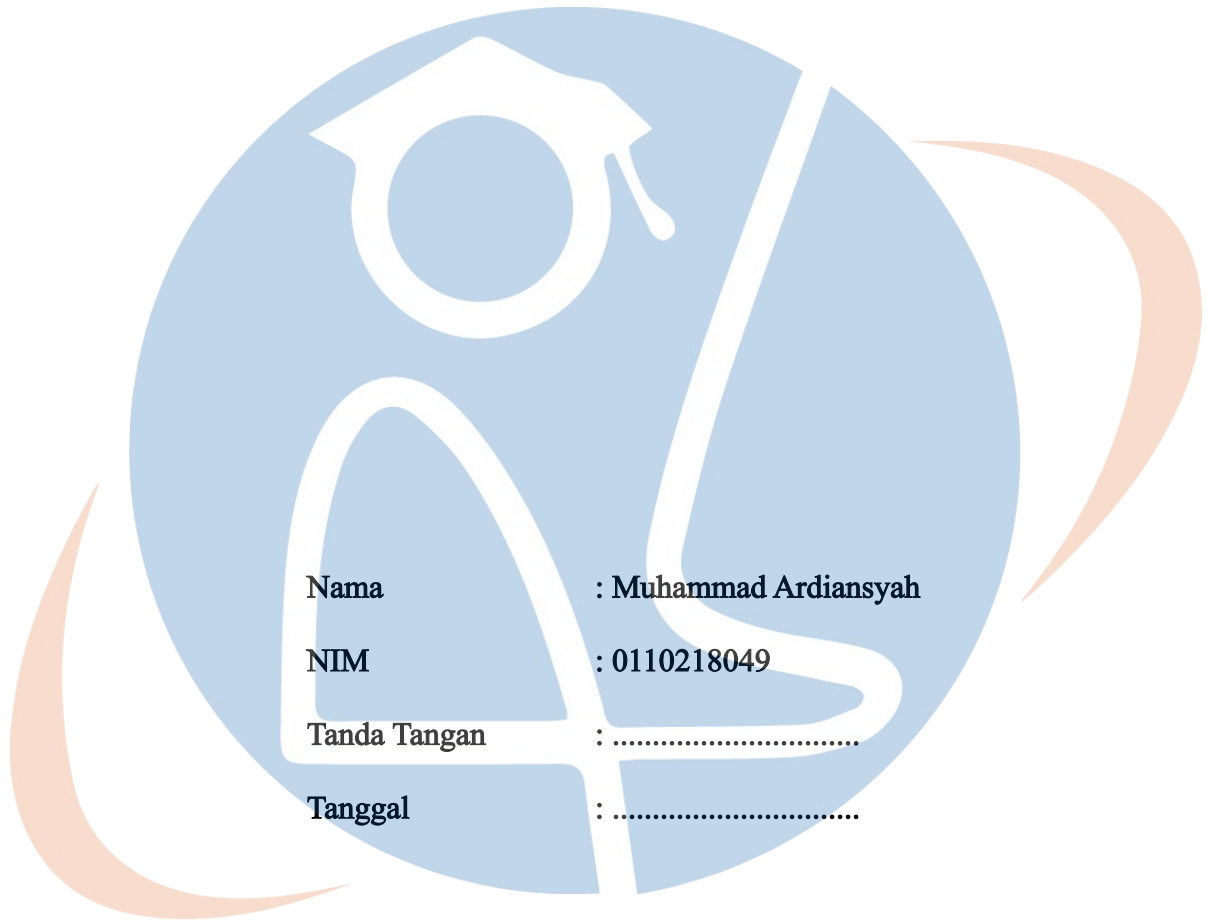 Nama : Muhammad Ardiansyah
NIM : 0110218049
Tanda Tangan : ...............................
Tanggal : ...............................